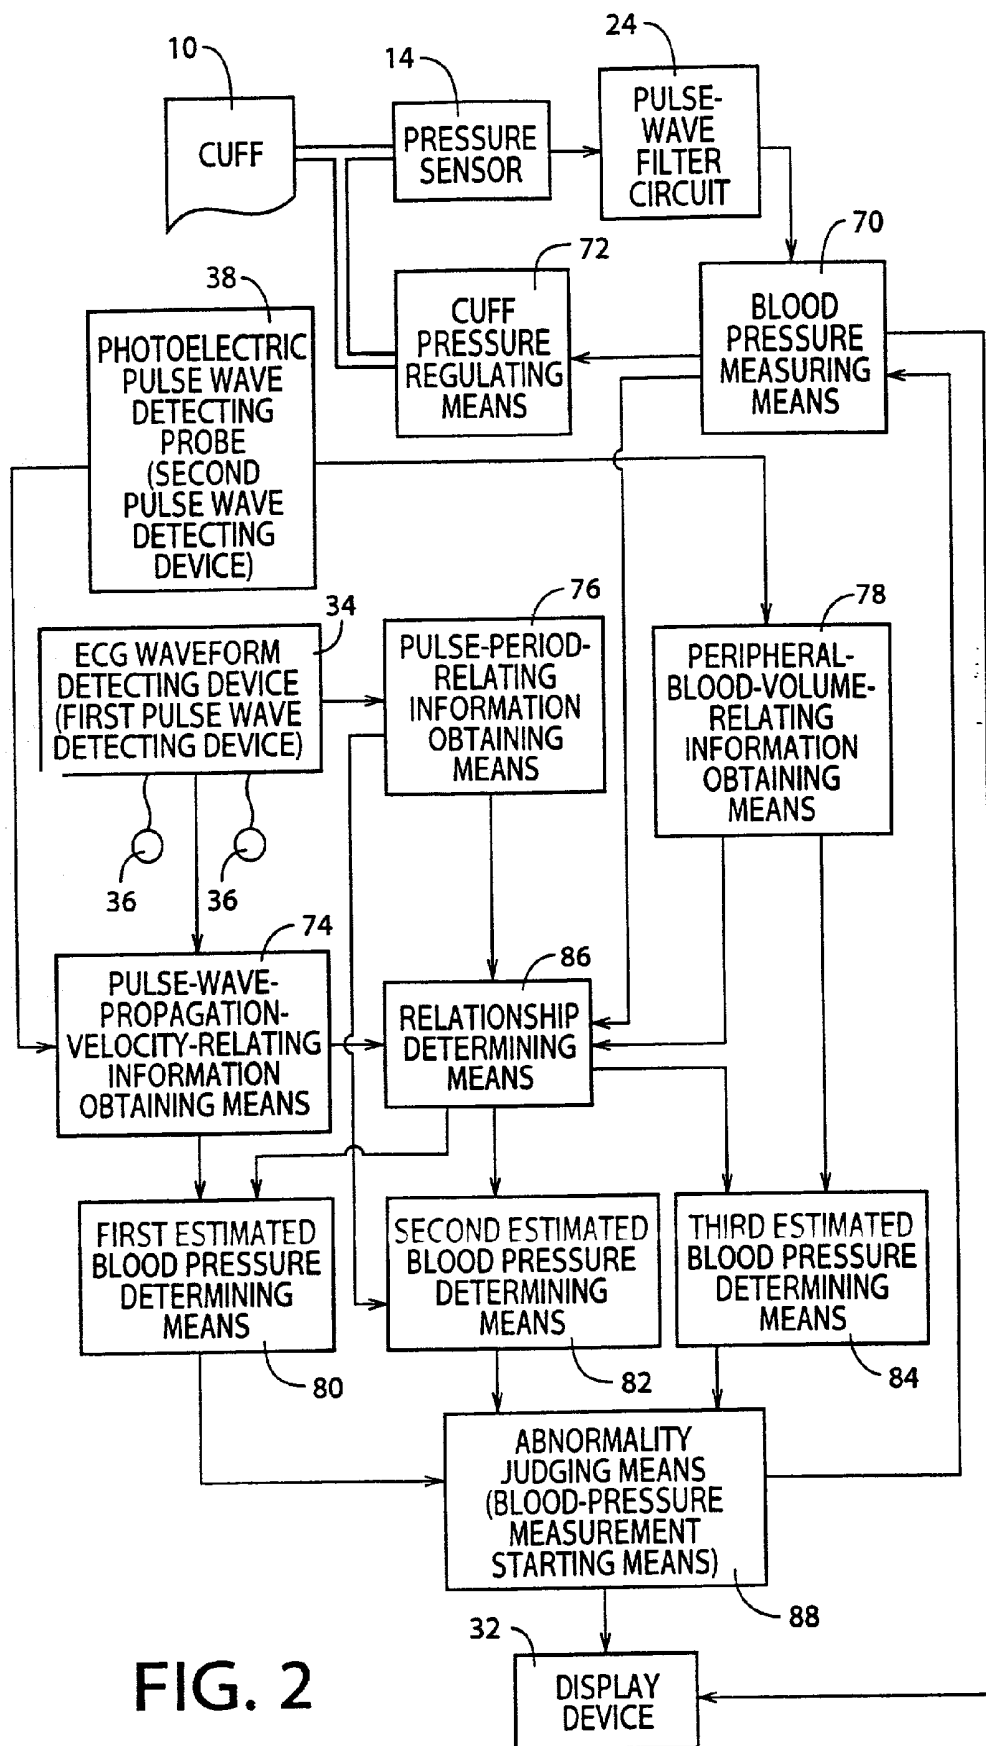 10
CUFF
14
PRESSURE
SENSOR
24
PULSE-
WAVE
FILTER
CIRCUIT
72
CUFF
PRESSURE
REGULATING
MEANS
70
BLOOD
PRESSURE
MEASURING
MEANS
38
PHOTOELECTRIC
PULSE WAVE
DETECTING
PROBE
(SECOND
PULSE WAVE
DETECTING
DEVICE)
34
ECG WAVEFORM
DETECTING DEVICE
(FIRST PULSE WAVE
DETECTING DEVICE)
36
36
76
PULSE-PERIOD-
RELATING
INFORMATION
OBTAINING
MEANS
78
PERIPHERAL-
BLOOD-VOLUME-
RELATING
INFORMATION
OBTAINING
MEANS
74
PULSE-WAVE-
PROPAGATION-
VELOCITY-RELATING
INFORMATION
OBTAINING MEANS
86
RELATIONSHIP
DETERMINING
MEANS
FIRST ESTIMATED
BLOOD PRESSURE
DETERMINING
MEANS
80
SECOND ESTIMATED
BLOOD PRESSURE
DETERMINING
MEANS
82
THIRD ESTIMATED
BLOOD PRESSURE
DETERMINING
MEANS
84
ABNORMALITY
JUDGING MEANS
(BLOOD-PRESSURE
MEASUREMENT
STARTING MEANS)
88
32
DISPLAY
DEVICE
FIG. 2